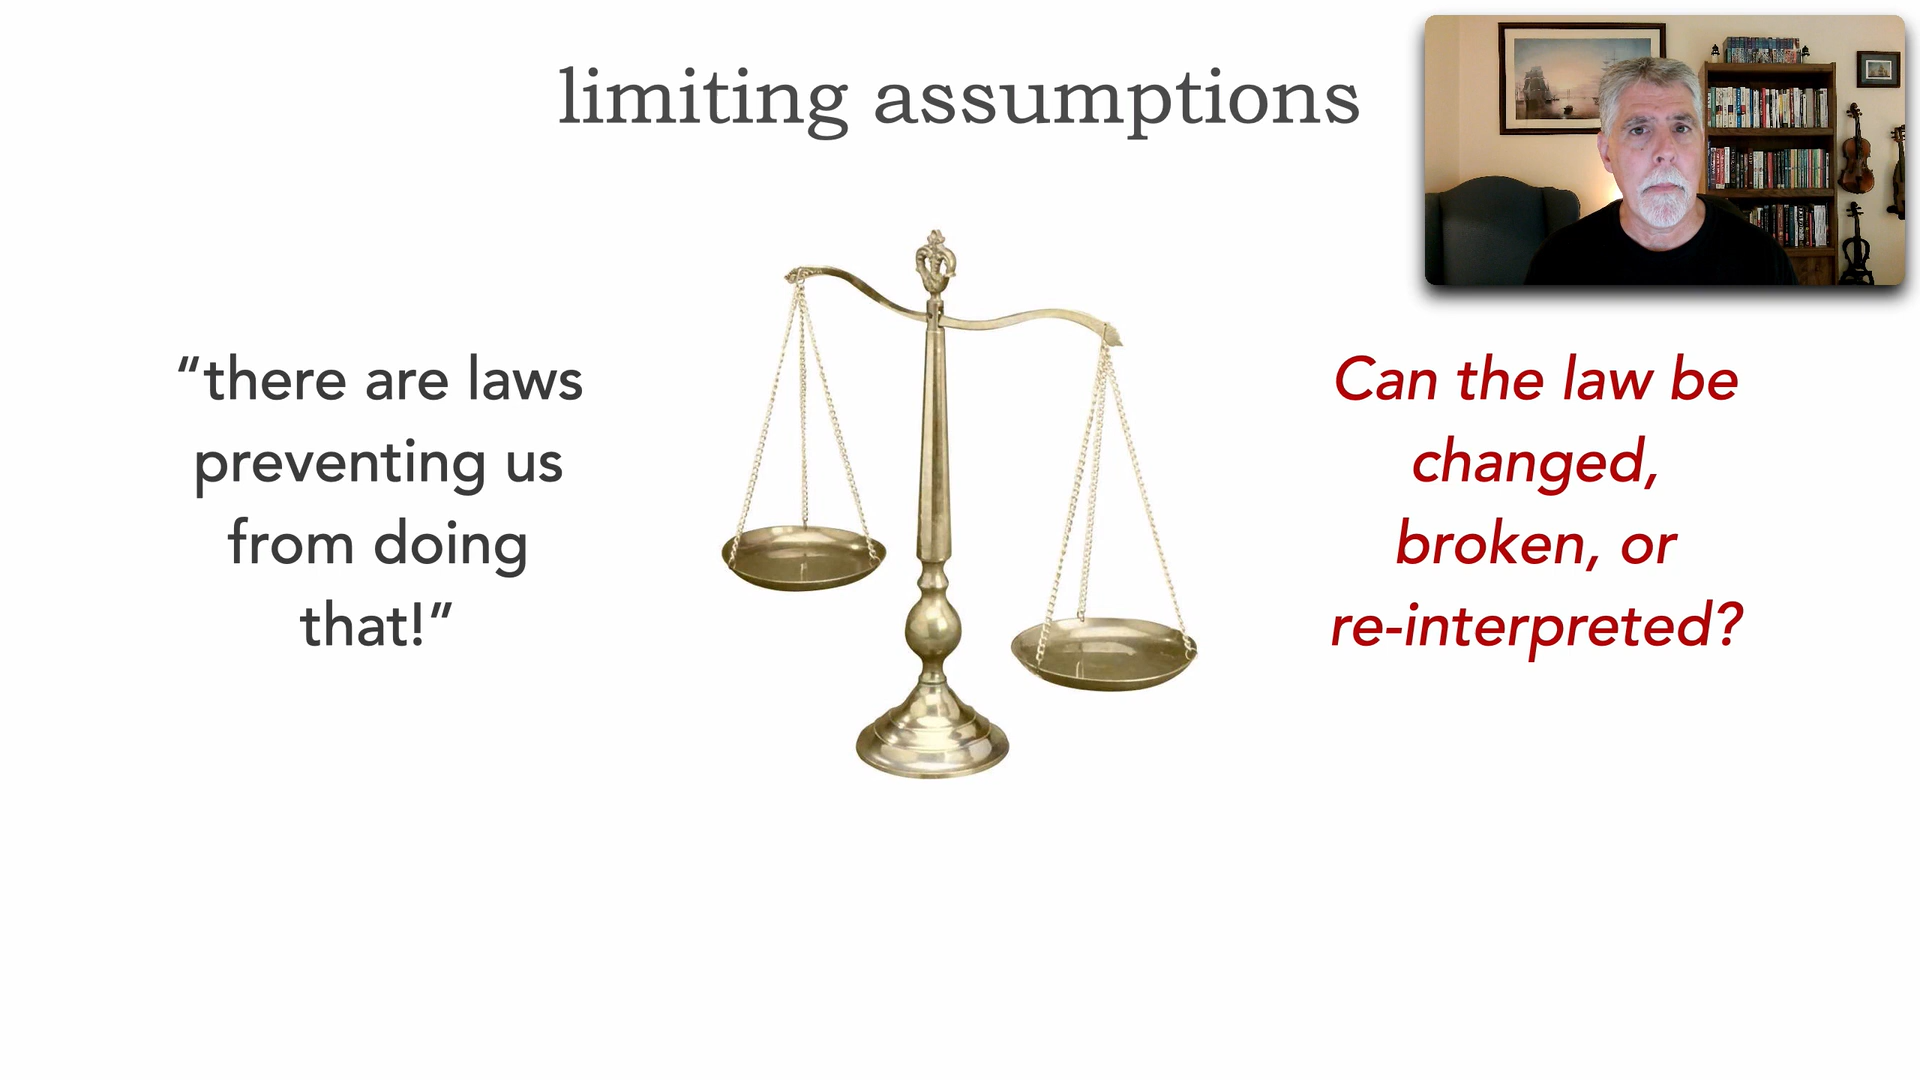 limiting assumptions
“there are laws
preventing us
from doing
that!”
Can the law be
changed,
broken, or
re-interpreted?